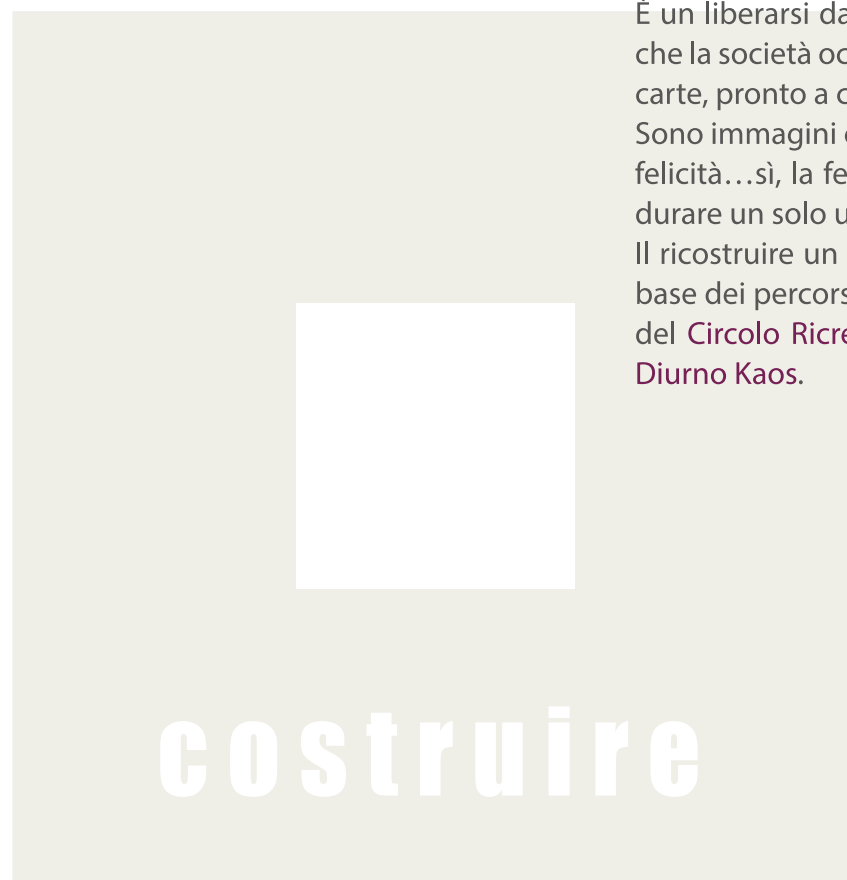 È un liberarsi da
che la società oc
carte, pronto a
Sono immagini
felicità…sì, la fe
durare un solo u
Il ricostruire un
base dei percors
del Circolo Ricre
Diurno Kaos.
costruire